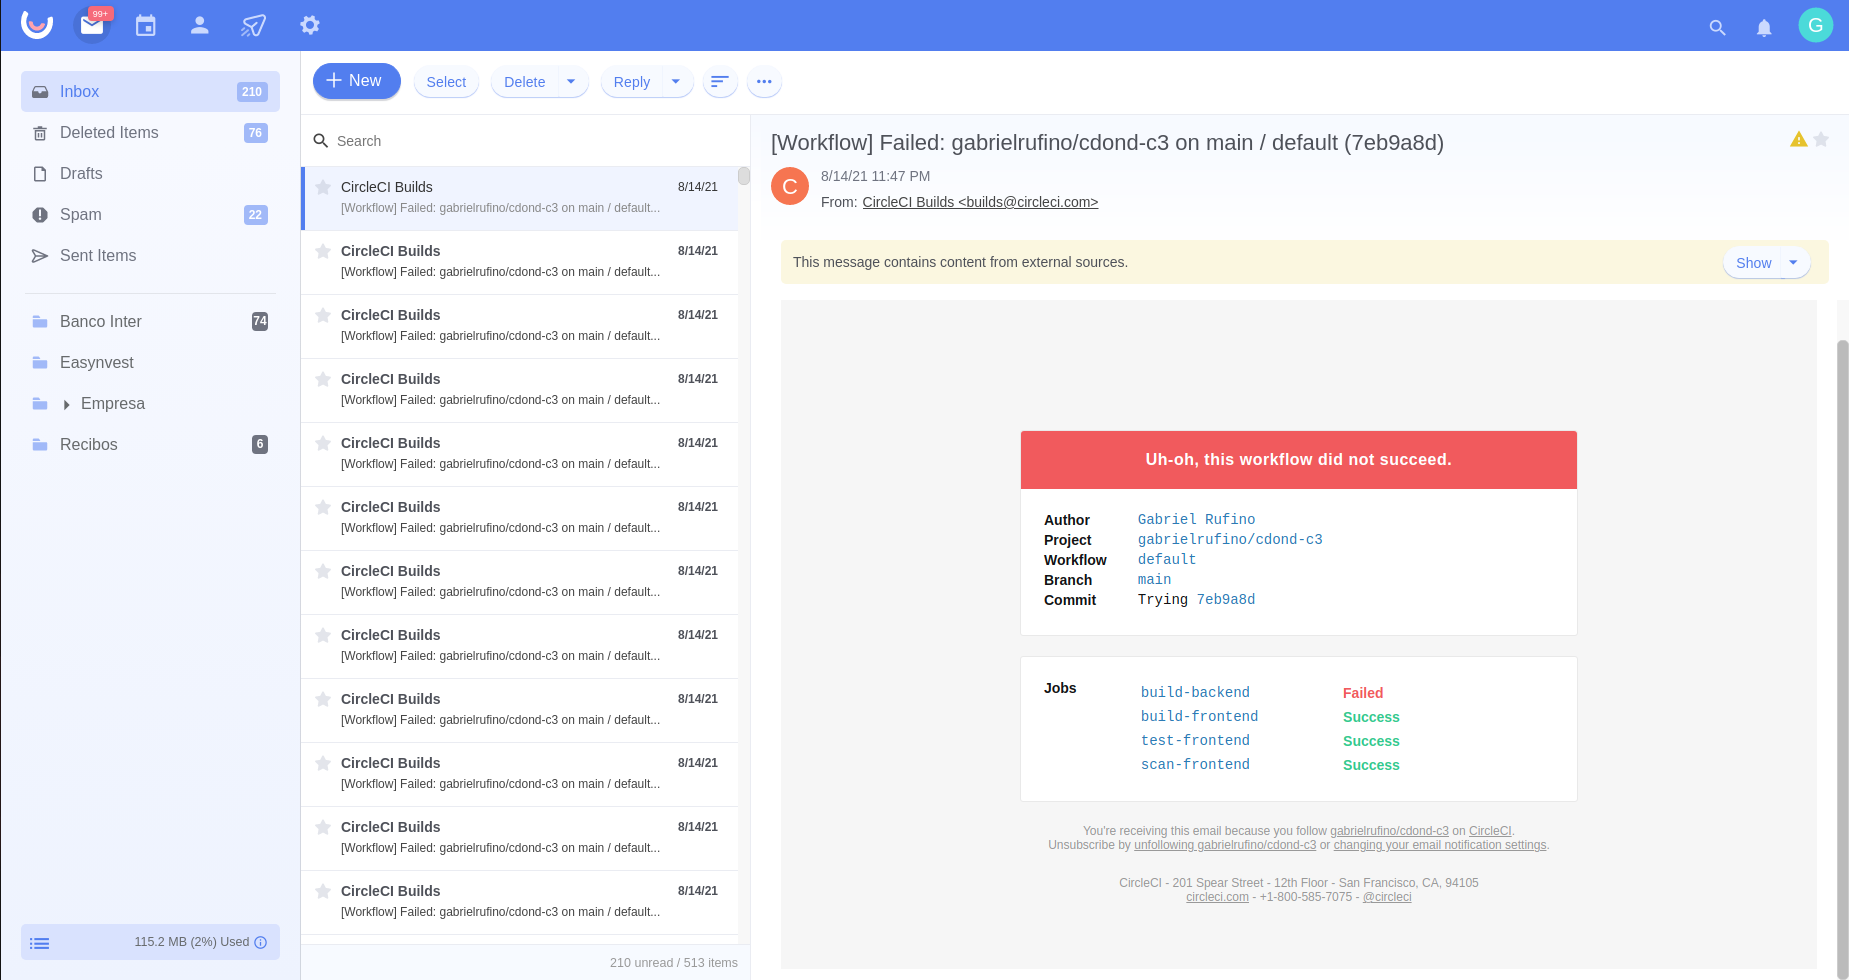 99+
G
Inbox 210
Deleted Items 76
Drafts
Spam 22
Sent Items
Banco Inter 74
Easynvest
Empresa
Recibos 6
115.2 MB (2%) Used
New Select Delete Reply
Search
CircleCI Builds 8/14/21
[Workflow] Failed: gabrielrufino/cdond-c3 on main / default...
CircleCI Builds 8/14/21
[Workflow] Failed: gabrielrufino/cdond-c3 on main / default...
CircleCI Builds 8/14/21
[Workflow] Failed: gabrielrufino/cdond-c3 on main / default...
CircleCI Builds 8/14/21
[Workflow] Failed: gabrielrufino/cdond-c3 on main / default...
CircleCI Builds 8/14/21
[Workflow] Failed: gabrielrufino/cdond-c3 on main / default...
CircleCI Builds 8/14/21
[Workflow] Failed: gabrielrufino/cdond-c3 on main / default...
CircleCI Builds 8/14/21
[Workflow] Failed: gabrielrufino/cdond-c3 on main / default...
CircleCI Builds 8/14/21
[Workflow] Failed: gabrielrufino/cdond-c3 on main / default...
CircleCI Builds 8/14/21
[Workflow] Failed: gabrielrufino/cdond-c3 on main / default...
CircleCI Builds 8/14/21
[Workflow] Failed: gabrielrufino/cdond-c3 on main / default...
CircleCI Builds 8/14/21
[Workflow] Failed: gabrielrufino/cdond-c3 on main / default...
CircleCI Builds 8/14/21
[Workflow] Failed: gabrielrufino/cdond-c3 on main / default...
210 unread / 513 items
[Workflow] Failed: gabrielrufino/cdond-c3 on main / default (7eb9a8d)
C
8/14/21 11:47 PM
From: CircleCI Builds <builds@circleci.com>
This message contains content from external sources. Show
Uh-oh, this workflow did not succeed.
Author Gabriel Rufino
Project gabrielrufino/cdond-c3
Workflow default
Branch main
Commit Trying 7eb9a8d
Jobs build-backend Failed
build-frontend Success
test-frontend Success
scan-frontend Success
You're receiving this email because you follow gabrielrufino/cdond-c3 on CircleCI.
Unsubscribe by unfollowing gabrielrufino/cdond-c3 or changing your email notification settings.
CircleCI - 201 Spear Street - 12th Floor - San Francisco, CA, 94105
circleci.com - +1-800-585-7075 - @circleci